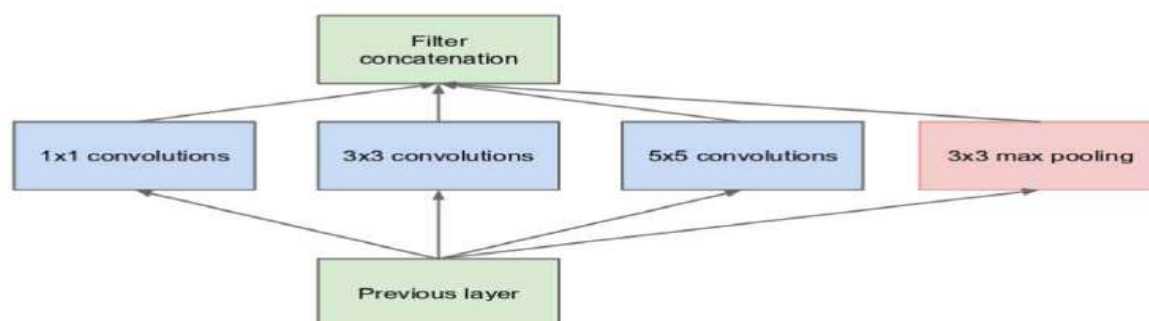 Filter
concatenation
1x1 convolutions
3x3 convolutions
5x5 convolutions
3x3 max pooling
Previous layer